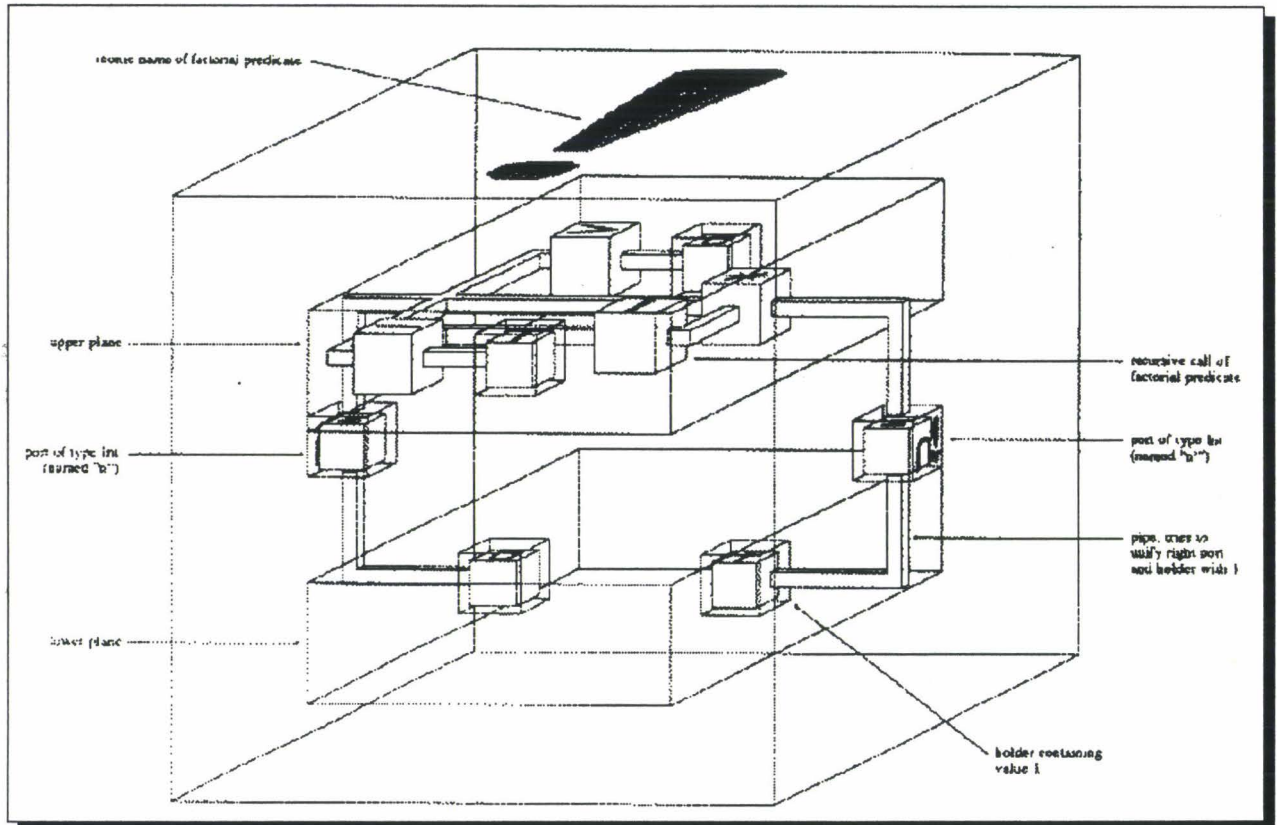 name of factorial predicate
upper plane
recursive call of
factorial predicate
port of type Int
(named "n")
port of type Int
(named "n'")
pipe, tries to
unify right port
and holder with 1
lower plane
holder containing
value 1